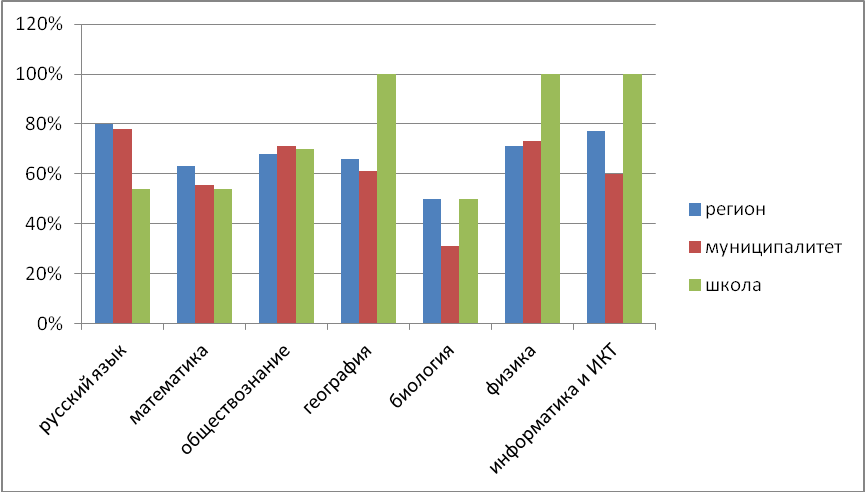 120%
100%
80%
60%
40%
20%
0%
русский язык
математика
обществознание
география
биология
физика
информатика и ИКТ
регион
муниципалитет
школа